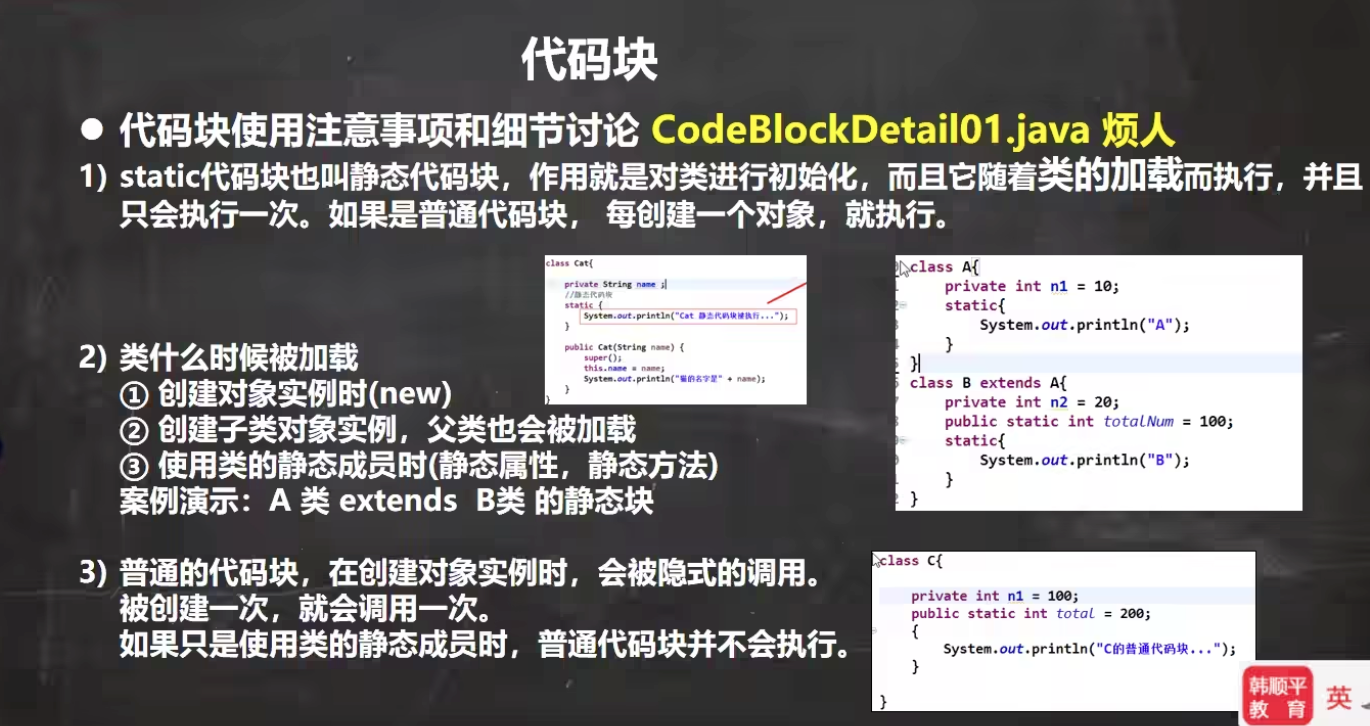 代码块
● 代码块使用注意事项和细节讨论 CodeBlockDetail01.java 烦人
1) static代码块也叫静态代码块，作用就是对类进行初始化，而且它随着类的加载而执行，并且
只会执行一次。如果是普通代码块， 每创建一个对象，就执行。
class Cat{
private String name ;
//静态代码块
static {
System.out.println("Cat 静态代码块被执行...");
}
public Cat(String name) {
super();
this.name = name;
System.out.println("猫的名字是" + name);
}
}
class A{
private int n1 = 10;
static{
System.out.println("A");
}
}
class B extends A{
private int n2 = 20;
public static int totalNum = 100;
static{
System.out.println("B");
}
}
2) 类什么时候被加载
① 创建对象实例时(new)
② 创建子类对象实例，父类也会被加载
③ 使用类的静态成员时(静态属性，静态方法)
案例演示：A 类 extends B类 的静态块
3) 普通的代码块，在创建对象实例时，会被隐式的调用。
被创建一次，就会调用一次。
如果只是使用类的静态成员时，普通代码块并不会执行。
class C{
private int n1 = 100;
public static int total = 200;
{
System.out.println("C的普通代码块...");
}
}
韩顺平
教 育
英